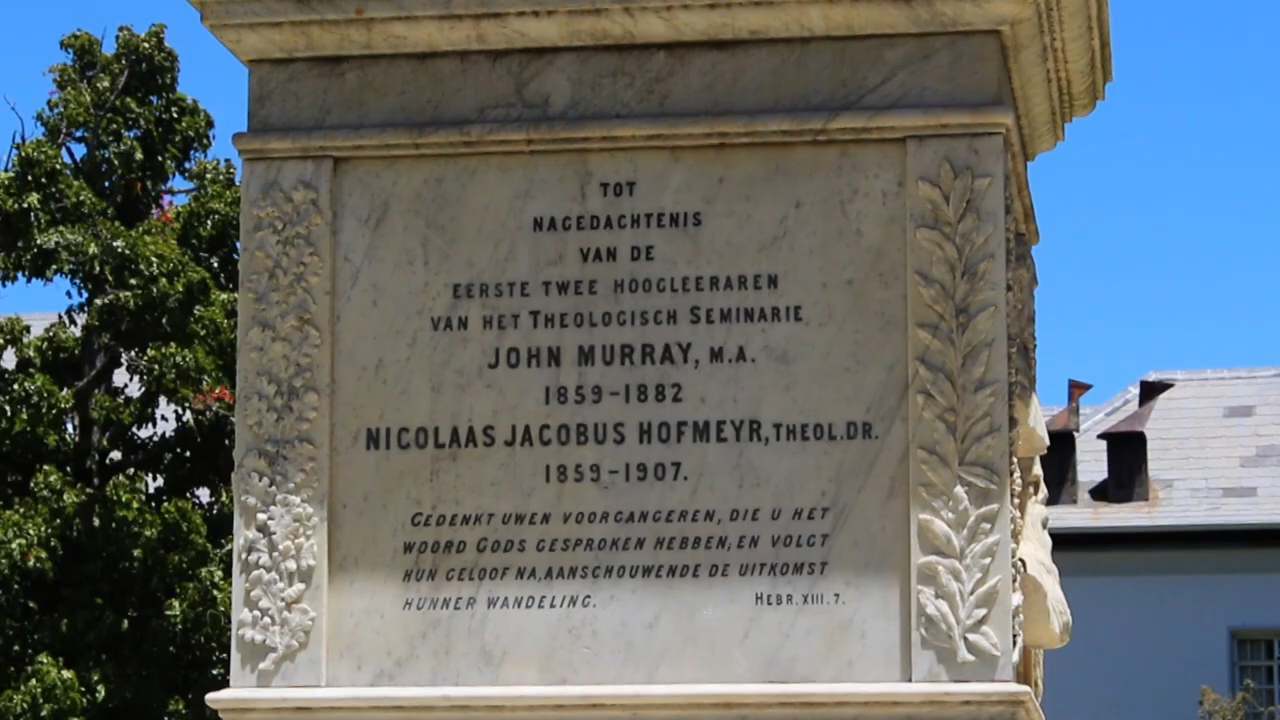 TOT
NAGEDACHTENIS
VAN DE
EERSTE TWEE HOOGLEERAREN
VAN HET THEOLOGISCH SEMINARIE
JOHN MURRAY, M.A.
1859-1882
NICOLAAS JACOBUS HOFMEYR, THEOL. DR.
1859-1907.
GEDENKT UWEN VOORGANGEREN, DIE U HET
WOORD GODS GESPROKEN HEBBEN, EN VOLGT
HUN GELOOF NA, AANSCHOUWENDE DE UITKOMST
HUNNER WANDELING. HEBR. XIII. 7.